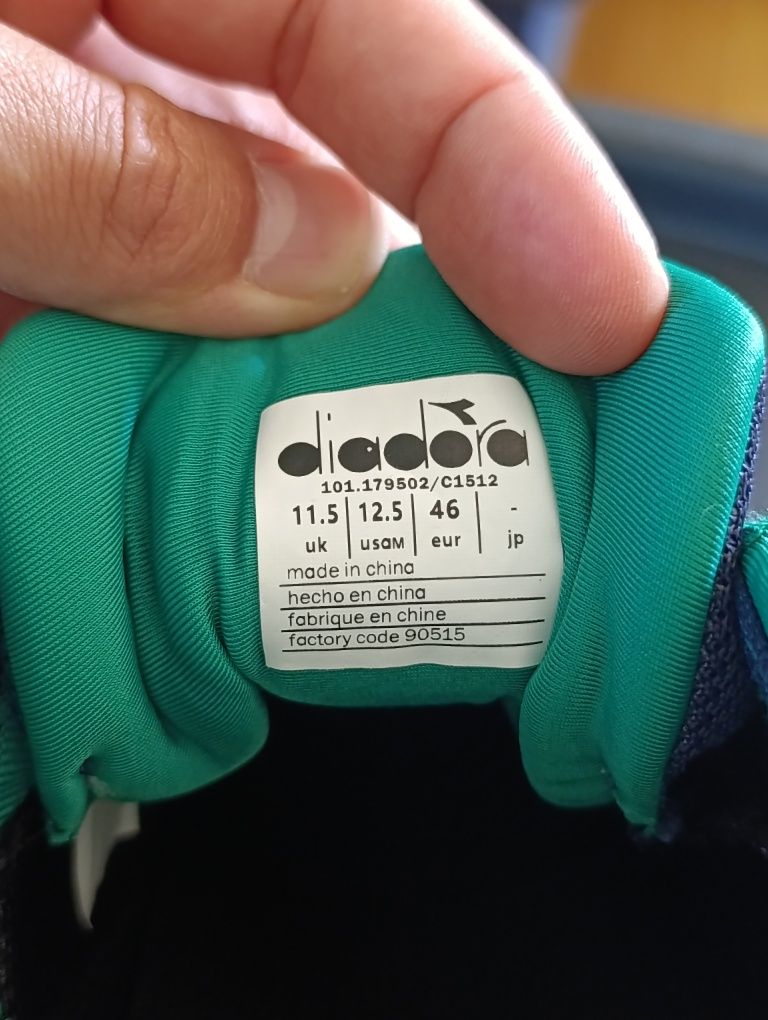 diadora
101.179502/C1512
11.5 12.5 46 -
uk usaM eur jp
made in china
hecho en china
fabrique en chine
factory code 90515